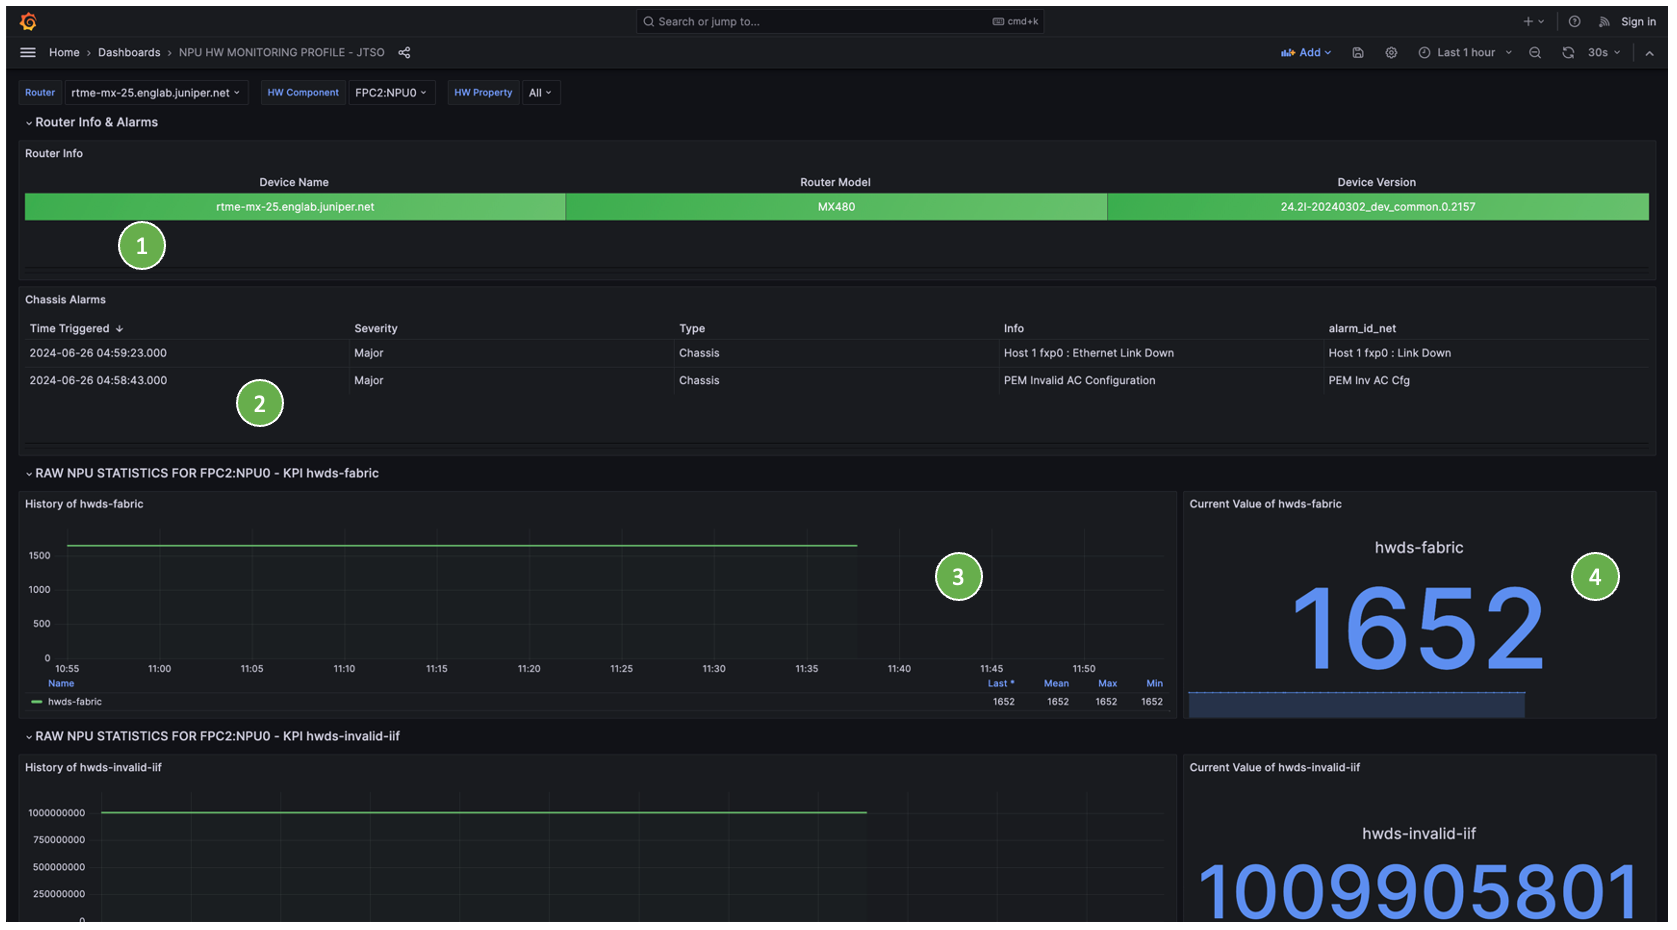 Search or jump to... cmd+k Sign in
Home › Dashboards › NPU HW MONITORING PROFILE - JTSO Add Last 1 hour 30s
Router rtme-mx-25.englab.juniper.net HW Component FPC2:NPU0 HW Property All
Router Info & Alarms
Router Info
Device Name Router Model Device Version
rtme-mx-25.englab.juniper.net MX480 24.2I-20240302_dev_common.0.2157
1
Chassis Alarms
Time Triggered ↓ Severity Type Info alarm_id_net
2024-06-26 04:59:23.000 Major Chassis Host 1 fxp0 : Ethernet Link Down Host 1 fxp0 : Link Down
2024-06-26 04:58:43.000 Major Chassis PEM Invalid AC Configuration PEM Inv AC Cfg
2
RAW NPU STATISTICS FOR FPC2:NPU0 - KPI hwds-fabric
History of hwds-fabric
1500
1000
500
0
10:55 11:00 11:05 11:10 11:15 11:20 11:25 11:30 11:35 11:40 11:45 11:50
Name Last * Mean Max Min
hwds-fabric 1652 1652 1652 1652
3
Current Value of hwds-fabric
hwds-fabric
1652
4
RAW NPU STATISTICS FOR FPC2:NPU0 - KPI hwds-invalid-iif
History of hwds-invalid-iif
1000000000
750000000
500000000
250000000
0
Current Value of hwds-invalid-iif
hwds-invalid-iif
1009905801